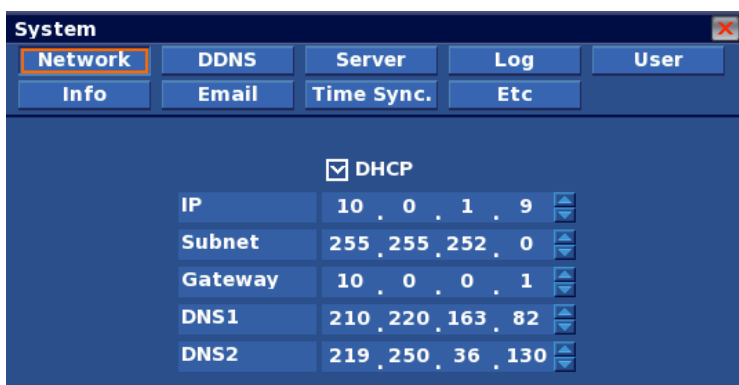 System
Network DDNS Server Log User
Info Email Time Sync. Etc
DHCP
IP 10 . 0 . 1 . 9
Subnet 255 . 255 . 252 . 0
Gateway 10 . 0 . 0 . 1
DNS1 210 . 220 . 163 . 82
DNS2 219 . 250 . 36 . 130